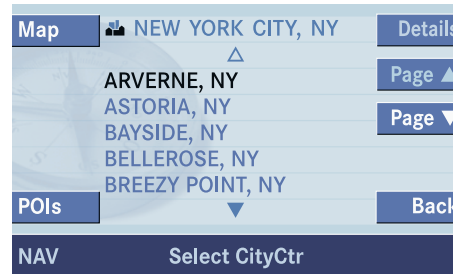 Map
NEW YORK CITY, NY
Details
Page
ARVERNE, NY
ASTORIA, NY
Page
BAYSIDE, NY
BELLEROSE, NY
BREEZY POINT, NY
POIs
Back
NAV
Select CityCtr